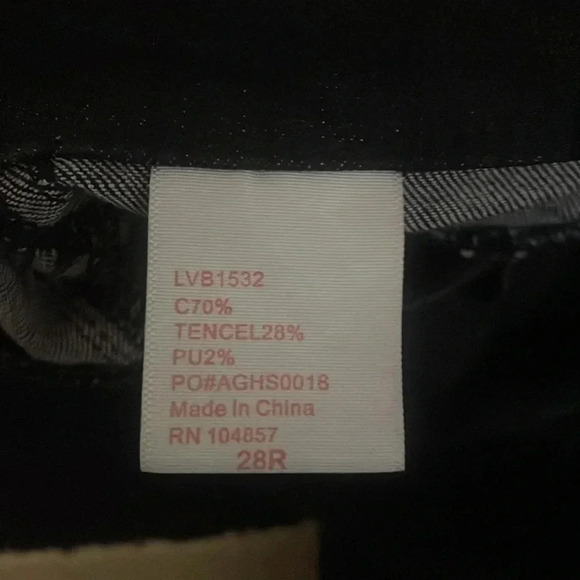 LVB1532
C70%
TENCEL28%
PU2%
PO#AGHS0018
Made In China
RN 104857
28R